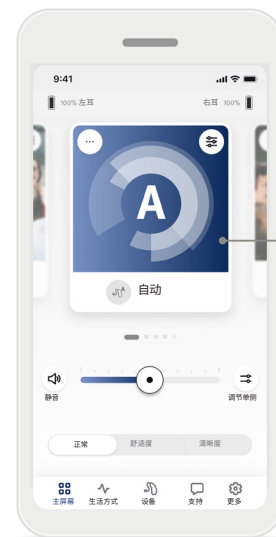 9:41
100% 左耳 右耳 100%
A
A
自动
静音 调节单侧
正常 舒适度 清晰度
主屏幕 生活方式 设备 支持 更多